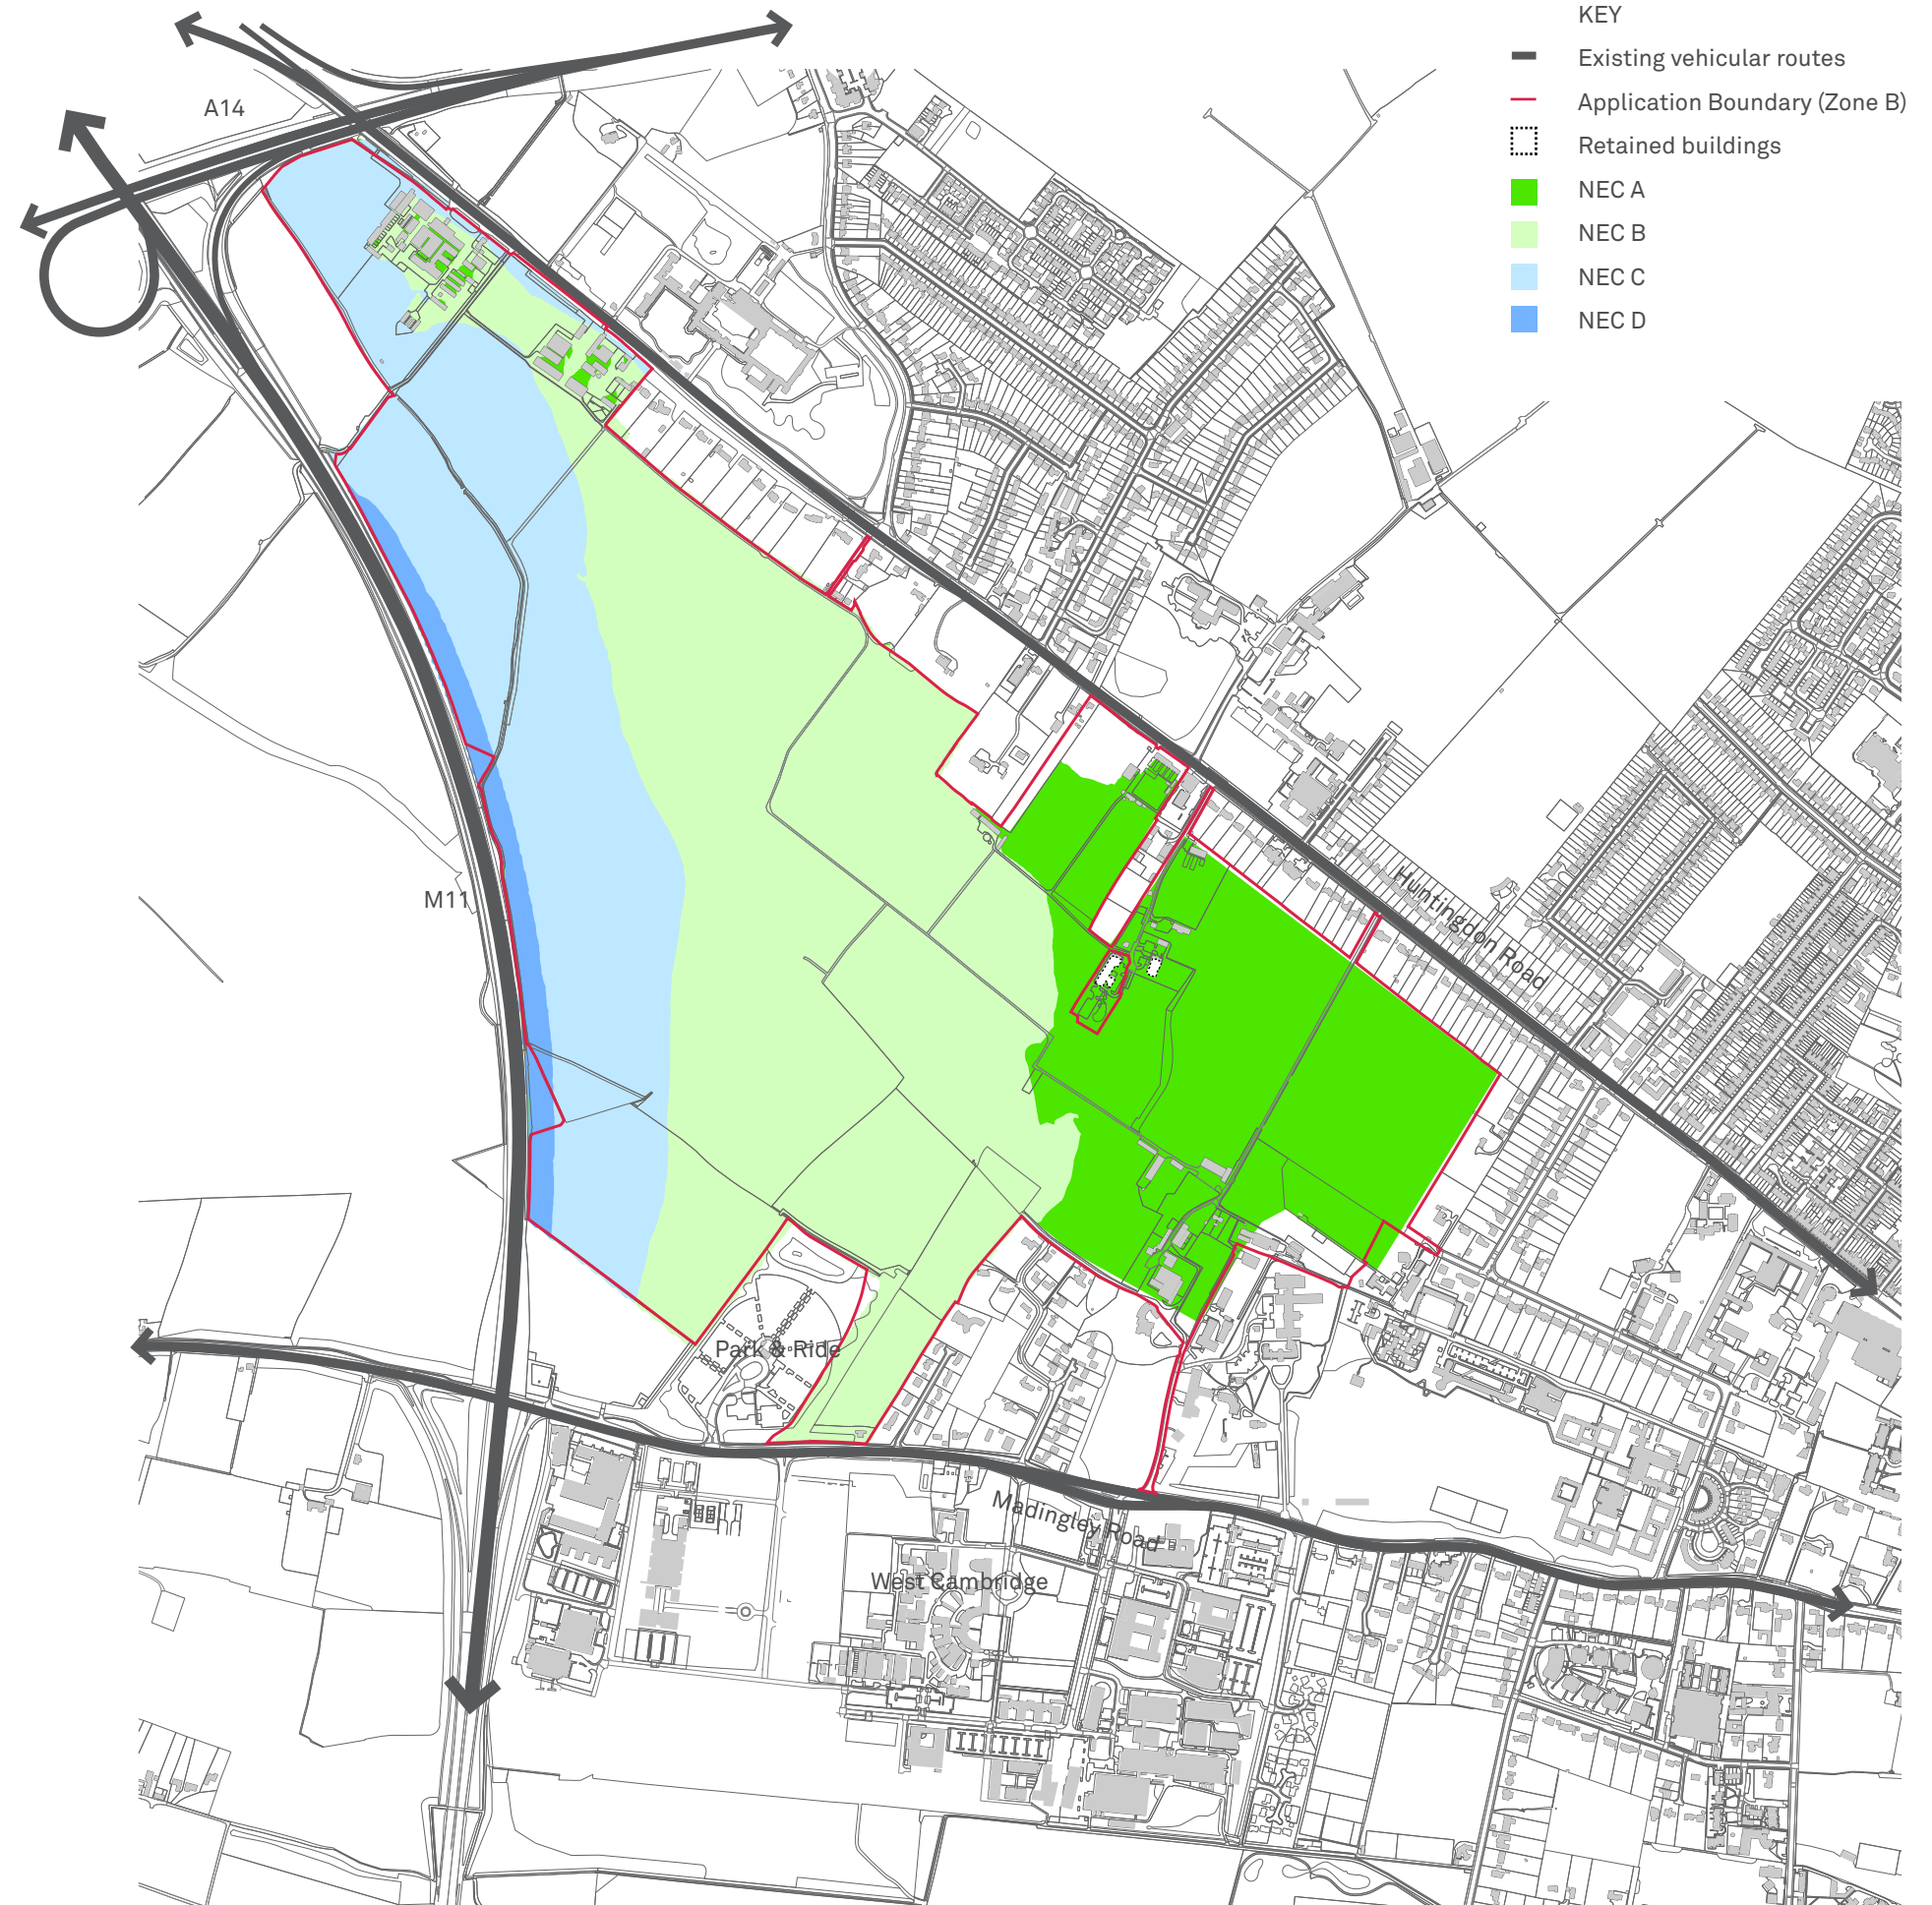 KEY
Existing vehicular routes
Application Boundary (Zone B)
Retained buildings
NEC A
NEC B
NEC C
NEC D
A14
M11
Huntingdon Road
Park & Ride
Madingley Road
West Cambridge